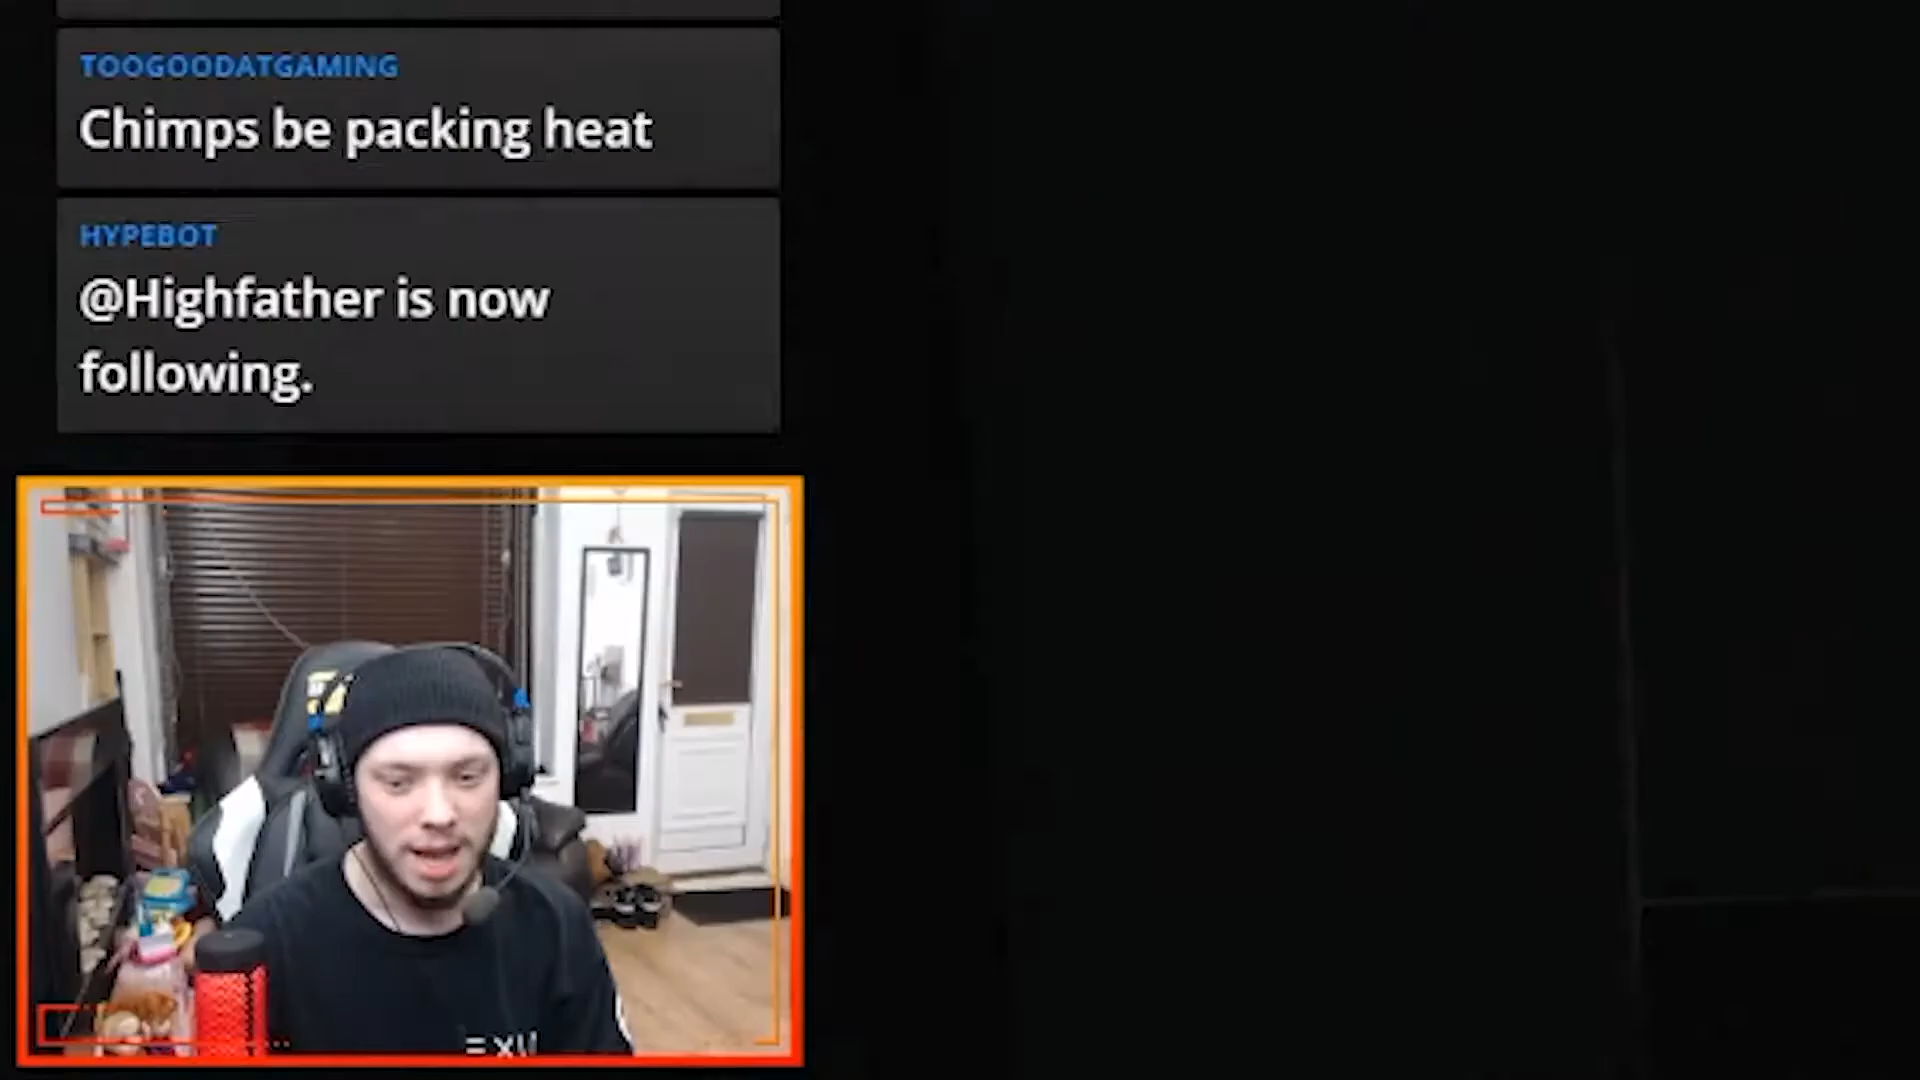 TOOGOODATGAMING
Chimps be packing heat
HYPEBOT
@Highfather is now
following.